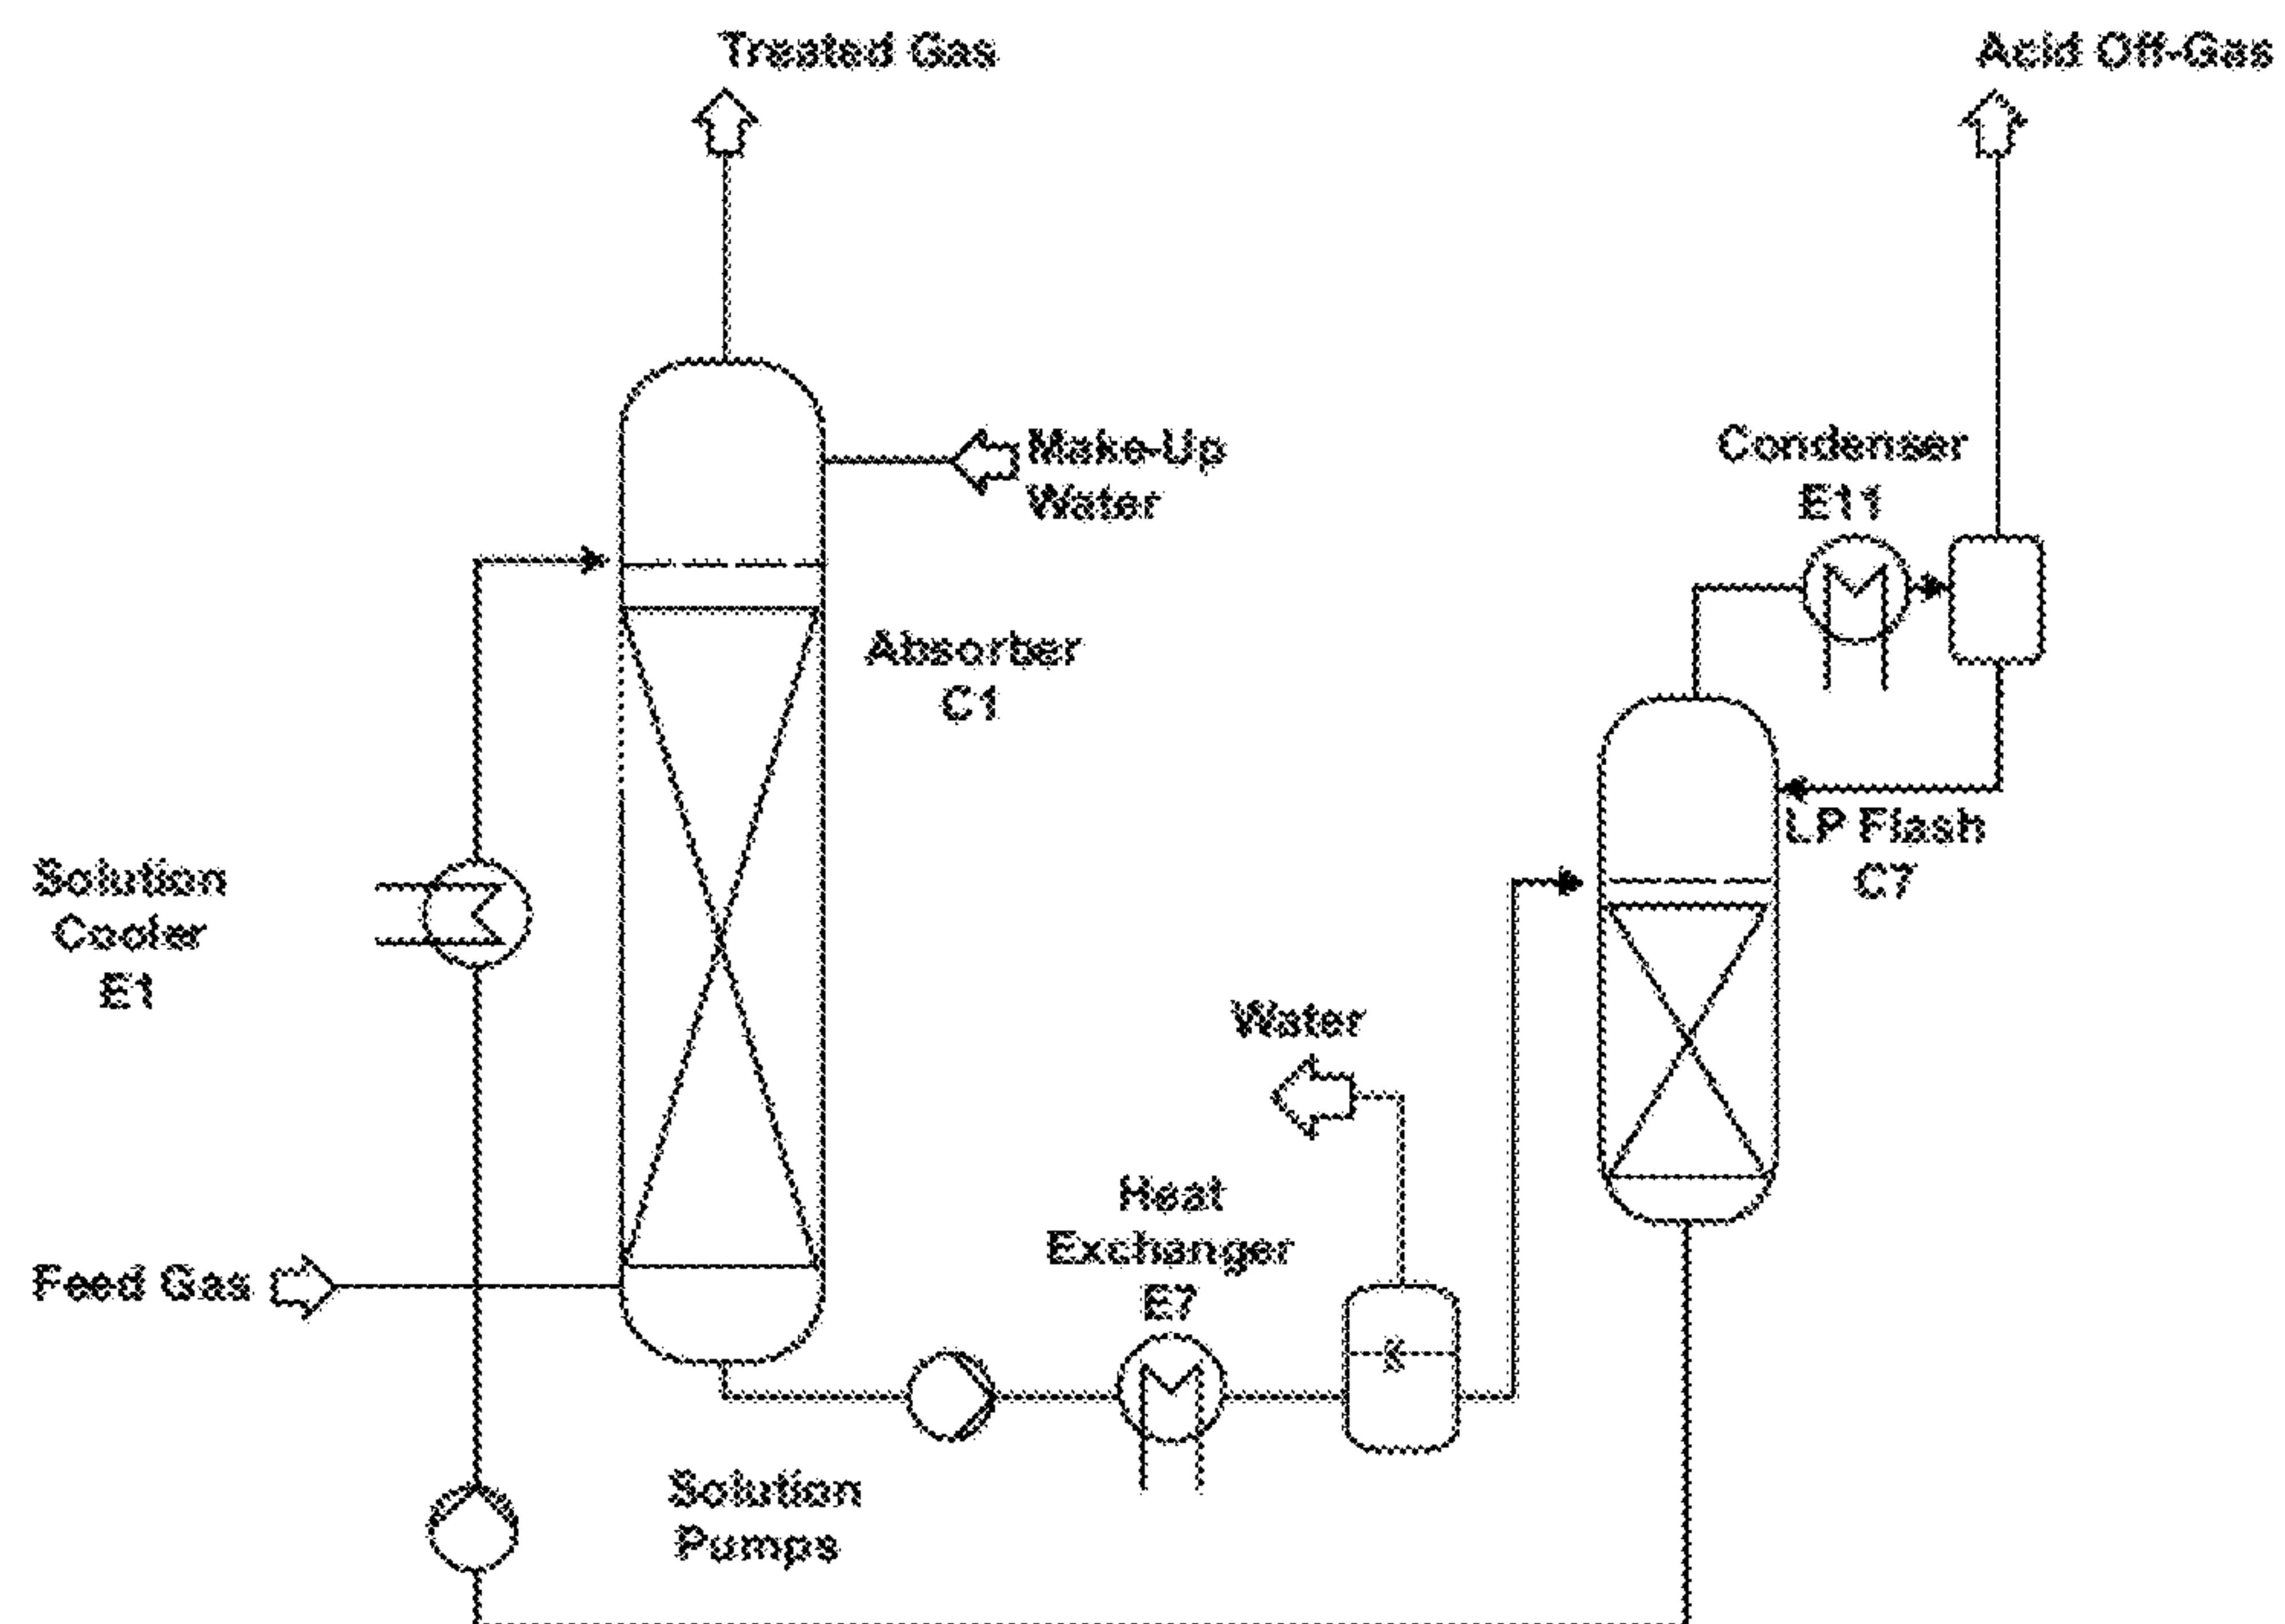 Treated Gas
Acid Off-Gas
Make-Up
Water
Condenser
E11
Absorber
C1
LP Flash
C7
Solution
Cooler
E1
Water
Heat
Exchanger
E7
Feed Gas
Solution
Pumps